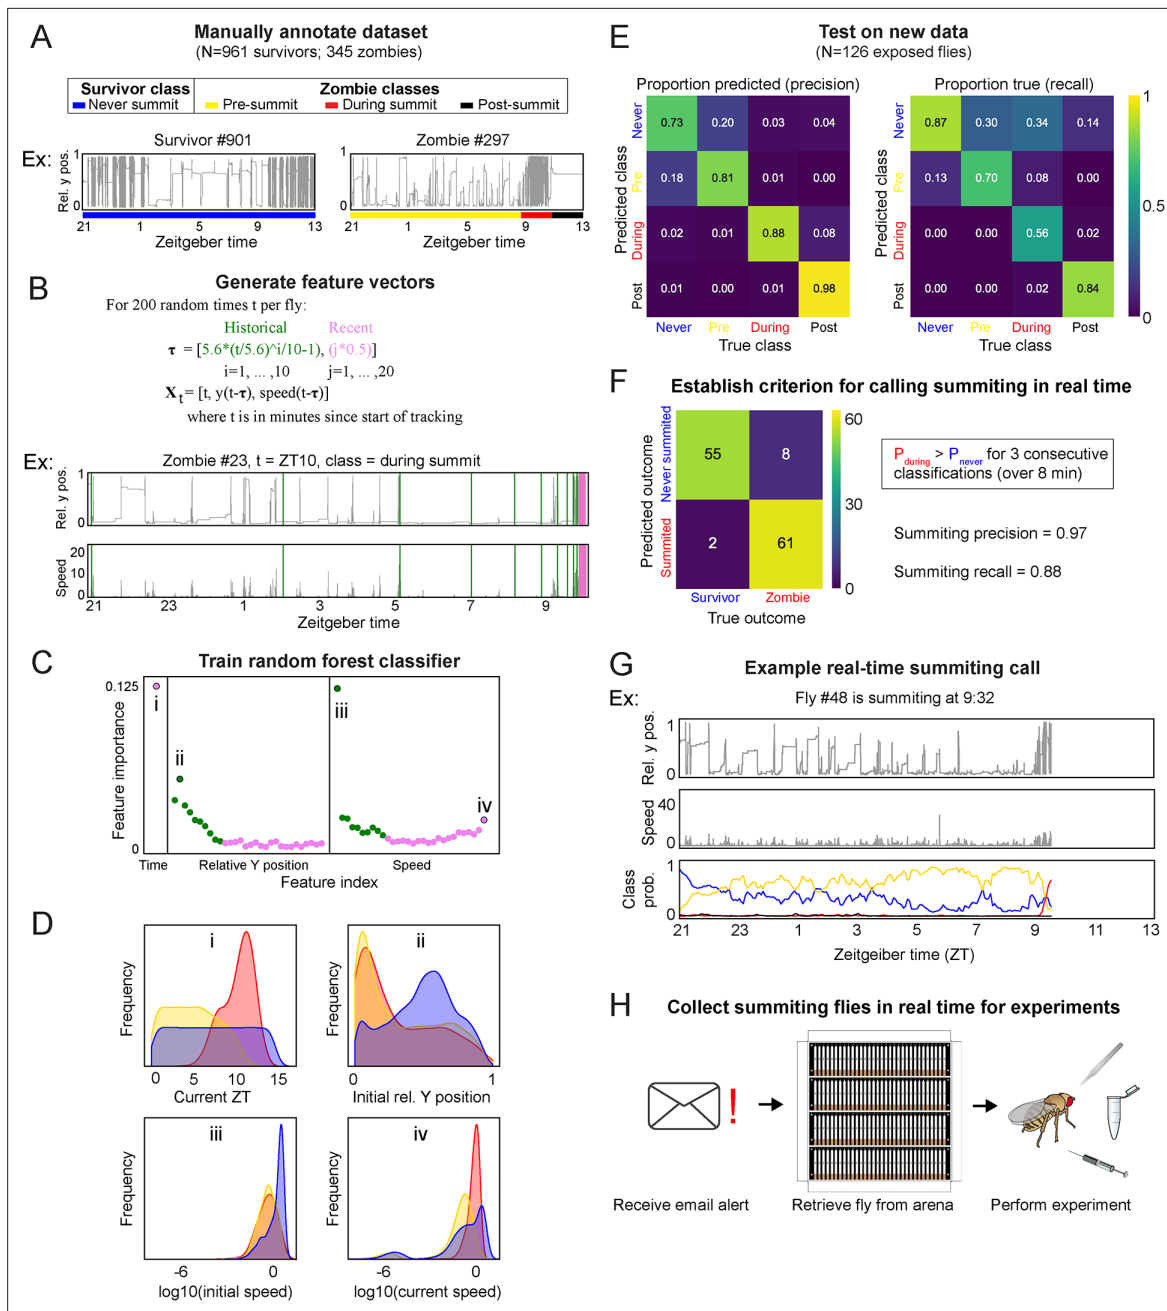 A
Manually annotate dataset
(N=961 survivors; 345 zombies)
Survivor class
Zombie classes
Never summit
Pre-summit
During summit
Post-summit
Ex:
Survivor #901
Zombie #297
Rel. y pos.
1
0
1
0
21 1 5 9 13
21 1 5 9 13
Zeitgeber time
Zeitgeber time
B
Generate feature vectors
For 200 random times t per fly:
Historical
Recent
τ = [5.6*(t/5.6)^i/10-1), (j*0.5)]
i=1, ... ,10
j=1, ... ,20
Xt= [t, y(t-τ), speed(t-τ)]
where t is in minutes since start of tracking
Ex:
Zombie #23, t = ZT10, class = during summit
Rel. y pos.
1
0
Speed
20
10
0
21 23 1 3 5 7 9
Zeitgeber time
C
Train random forest classifier
Feature importance
0.125
0
i
ii
iii
iv
Time
Relative Y position
Speed
Feature index
D
Frequency
i
0 5 10 15
Current ZT
Frequency
ii
0 1
Initial rel. Y position
Frequency
iii
-6 0
log10(initial speed)
Frequency
iv
-6 0
log10(current speed)
E
Test on new data
(N=126 exposed flies)
Proportion predicted (precision)
Predicted class
Never
0.73 0.20 0.03 0.04
Pre
0.18 0.81 0.01 0.00
During
0.02 0.01 0.88 0.08
Post
0.01 0.00 0.01 0.98
Never Pre During Post
True class
Proportion true (recall)
Predicted class
Never
0.87 0.30 0.34 0.14
Pre
0.13 0.70 0.08 0.00
During
0.00 0.00 0.56 0.02
Post
0.00 0.00 0.02 0.84
Never Pre During Post
True class
1
0.5
0
F
Establish criterion for calling summiting in real time
Predicted outcome
Never summited
55 8
Summited
2 61
Survivor Zombie
True outcome
60
30
0
Pduring > Pnever for 3 consecutive
classifications (over 8 min)
Summiting precision = 0.97
Summiting recall = 0.88
G
Example real-time summiting call
Ex:
Fly #48 is summiting at 9:32
Rel. y pos.
1
0
Speed
40
0
Class
prob.
1
0
21 23 1 3 5 7 9 11 13
Zeitgeiber time (ZT)
H
Collect summiting flies in real time for experiments
!
Receive email alert
Retrieve fly from arena
Perform experiment